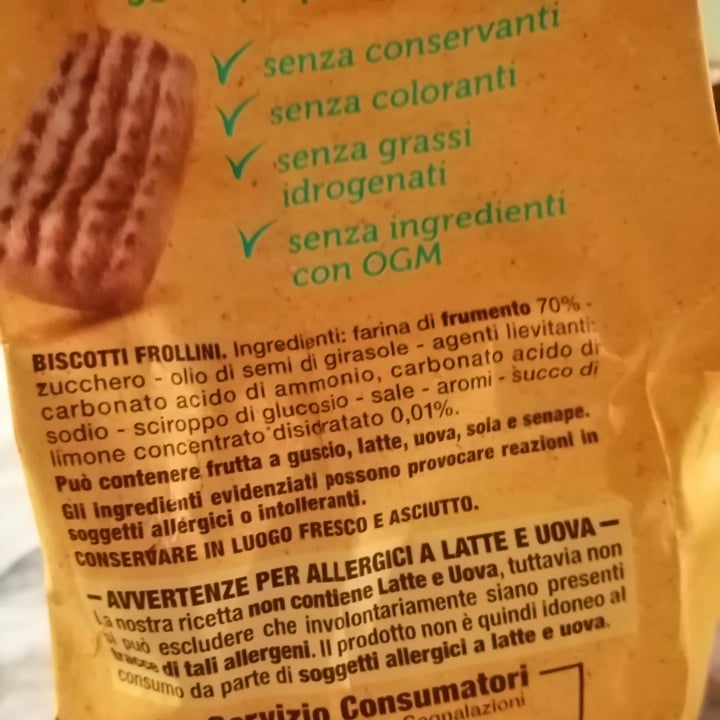 senza conservanti
senza coloranti
senza grassi
idrogenati
senza ingredienti
con OGM
BISCOTTI FROLLINI. Ingredienti: farina di frumento 70% -
zucchero - olio di semi di girasole - agenti lievitanti:
carbonato acido di ammonio, carbonato acido di
sodio - sciroppo di glucosio - sale - aromi - succo di
limone concentrato disidratato 0,01%.
Può contenere frutta a guscio, latte, uova, soia e senape.
Gli ingredienti evidenziati possono provocare reazioni in
soggetti allergici o intolleranti.
CONSERVARE IN LUOGO FRESCO E ASCIUTTO.
— AVVERTENZE PER ALLERGICI A LATTE E UOVA —
La nostra ricetta non contiene Latte e Uova, tuttavia non
si può escludere che involontariamente siano presenti
tracce di tali allergeni. Il prodotto non è quindi idoneo al
consumo da parte di soggetti allergici a latte e uova.
Servizio Consumatori
Segnalazioni